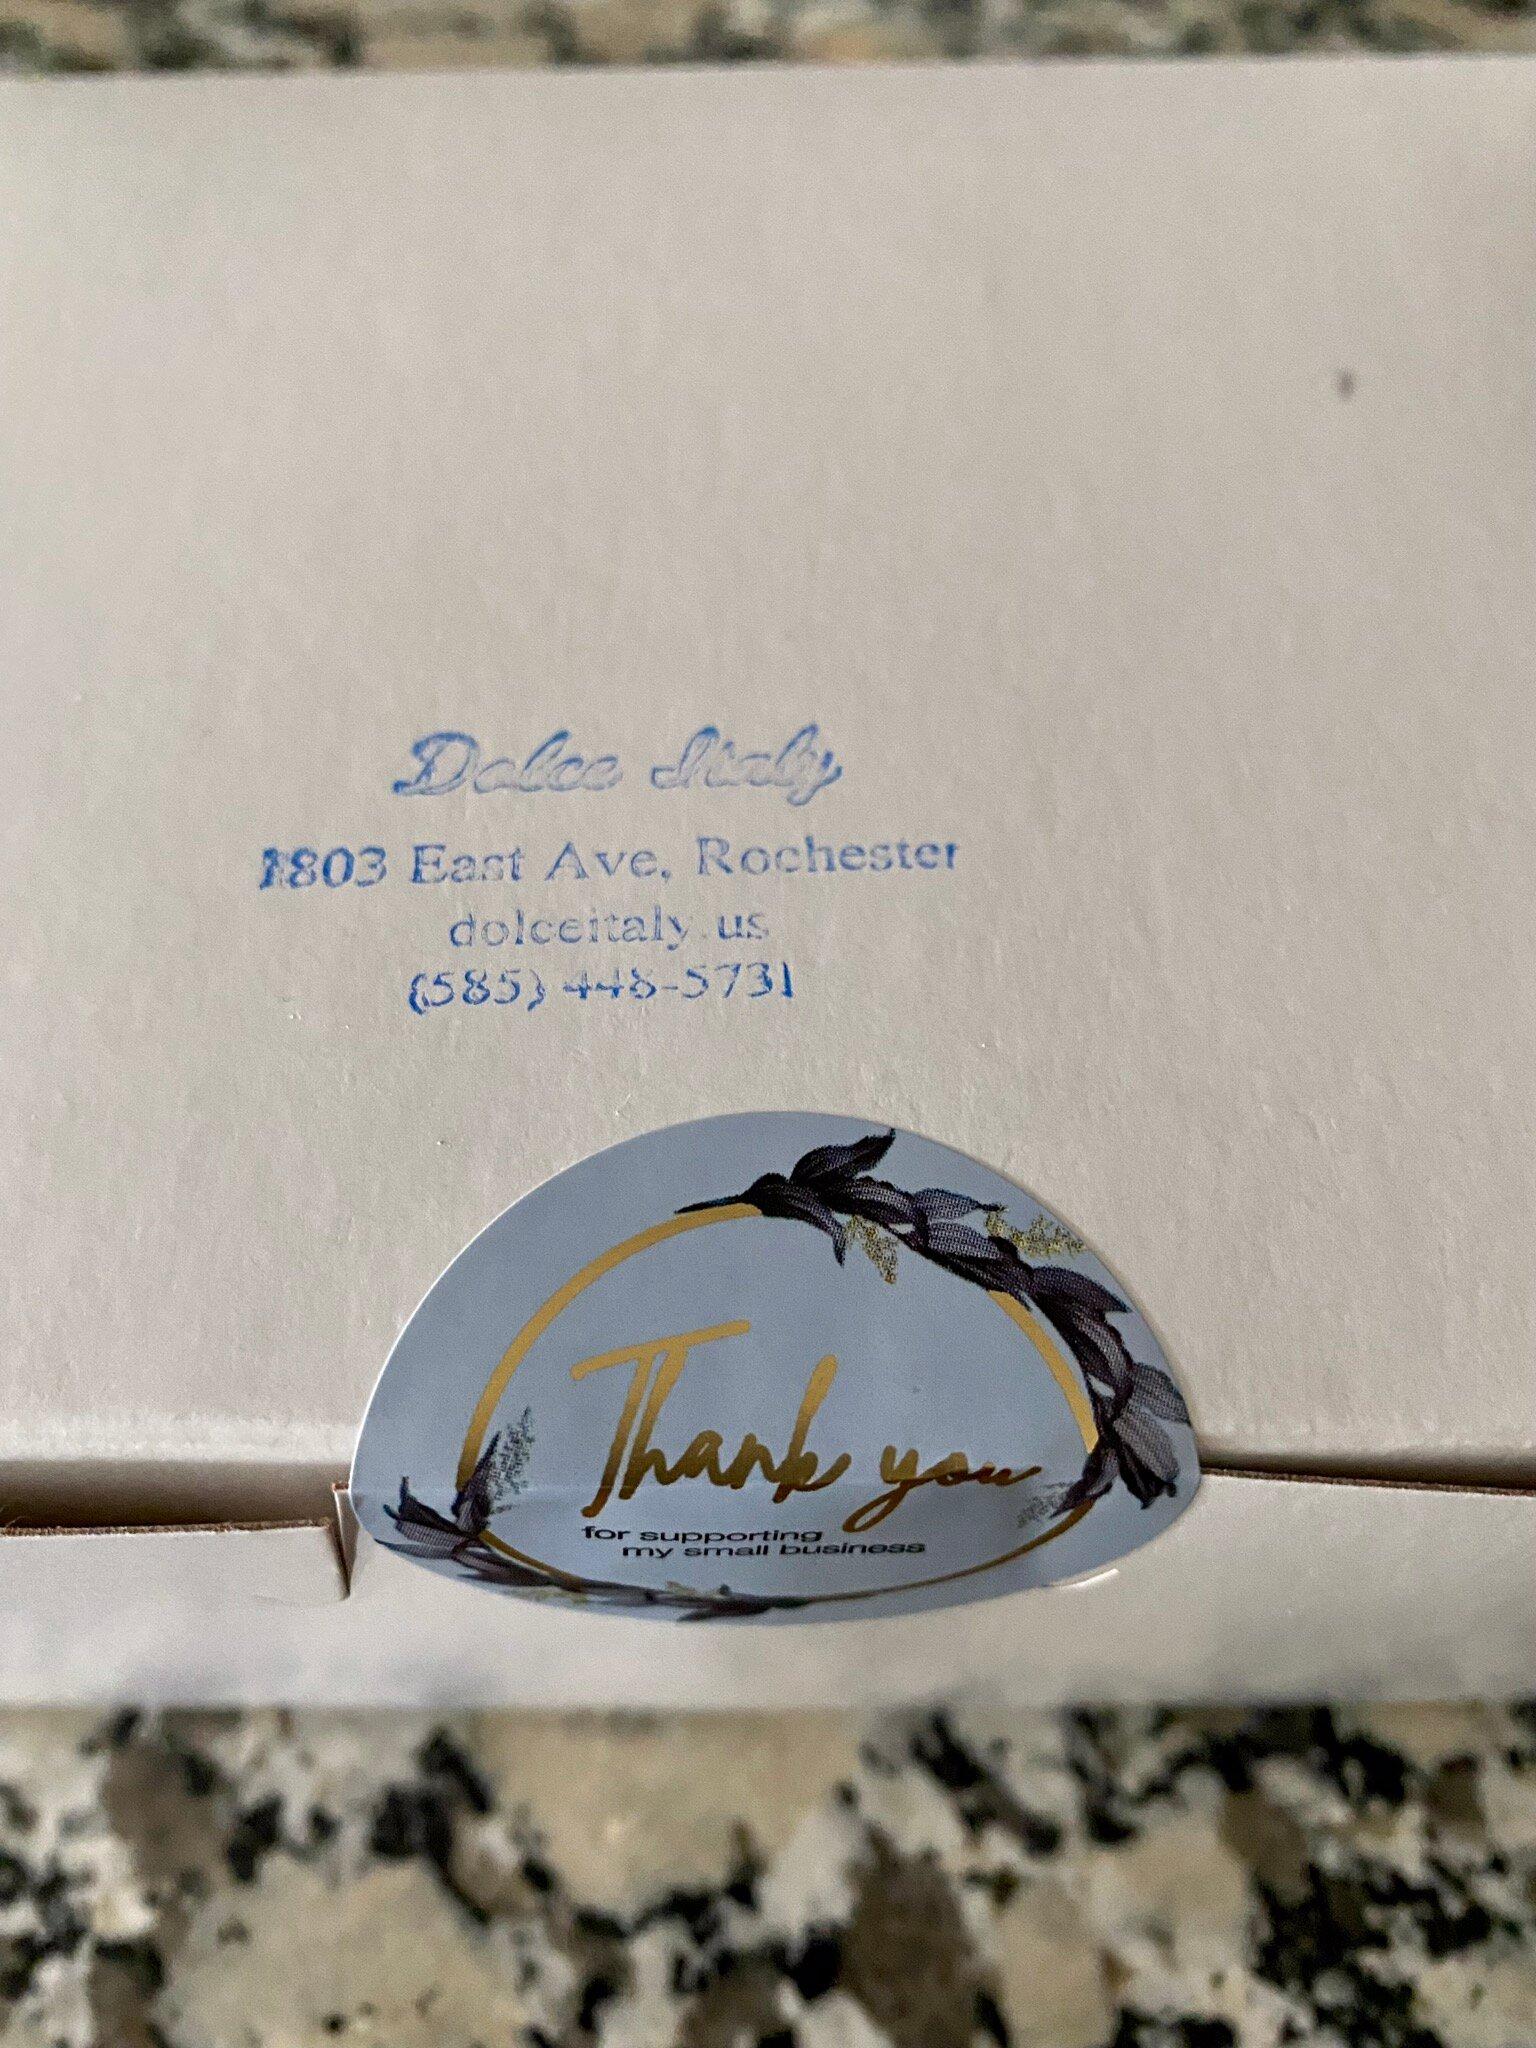 Dolce Italy
1803 East Ave, Rochester
dolceitaly.us
(585) 448-5731
Thank you
for supporting
my small business